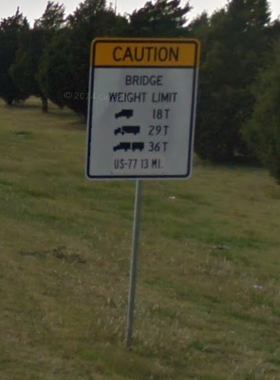 CAUTION
BRIDGE
WEIGHT LIMIT
18T
29T
36T
US-77 13 MI.